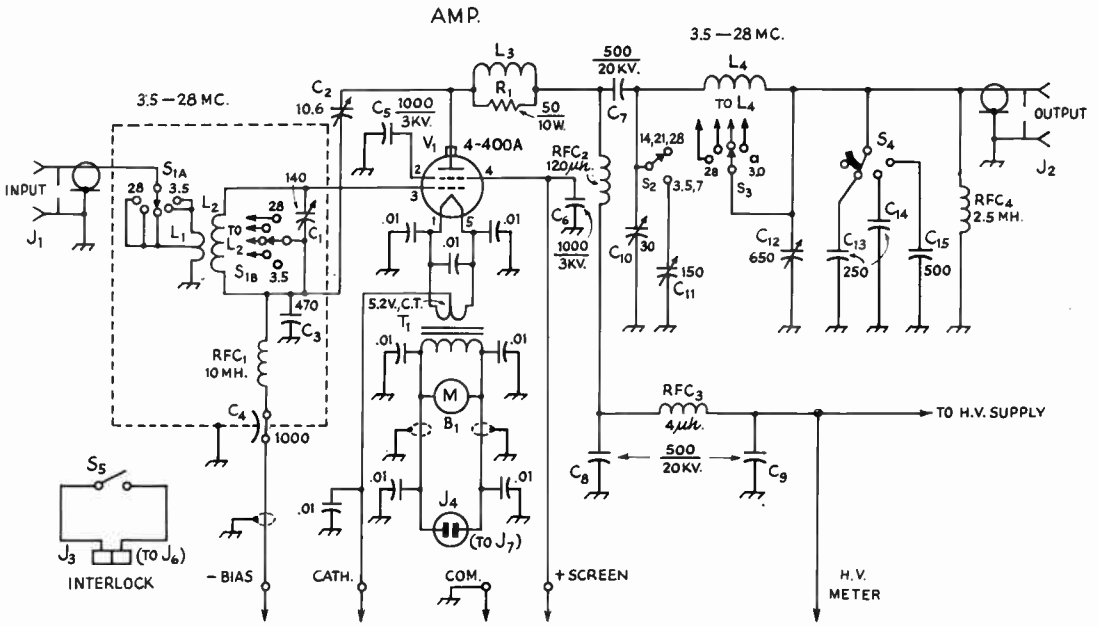 AMP.
3.5–28 MC.
L3
R1
50
10W.
500
20KV.
C7
3.5–28 MC.
L4
TO L4
C2
10.6
C5
1000
3KV.
V1
4-400A
2
3
4
1
5
INPUT
J1
S1A
28
3.5
L1
L2
140
C1
28
TO
L2
S1B
3.5
470
C3
RFC1
10 MH.
C4
1000
.01
.01
.01
5.2V., C.T.
T1
.01
.01
M
B1
.01
.01
.01
J4
(TO J7)
RFC2
120μh.
C6
1000
3KV.
14,21,28
S2
3.5,7
C10
30
150
C11
28
S3
3.0
C12
650
S4
C13
250
C14
C15
500
RFC4
2.5 MH.
OUTPUT
J2
RFC3
4μh.
C8
500
20KV.
C9
TO H.V. SUPPLY
S5
J3
(TO J6)
INTERLOCK
– BIAS
CATH.
COM.
+ SCREEN
H.V.
METER